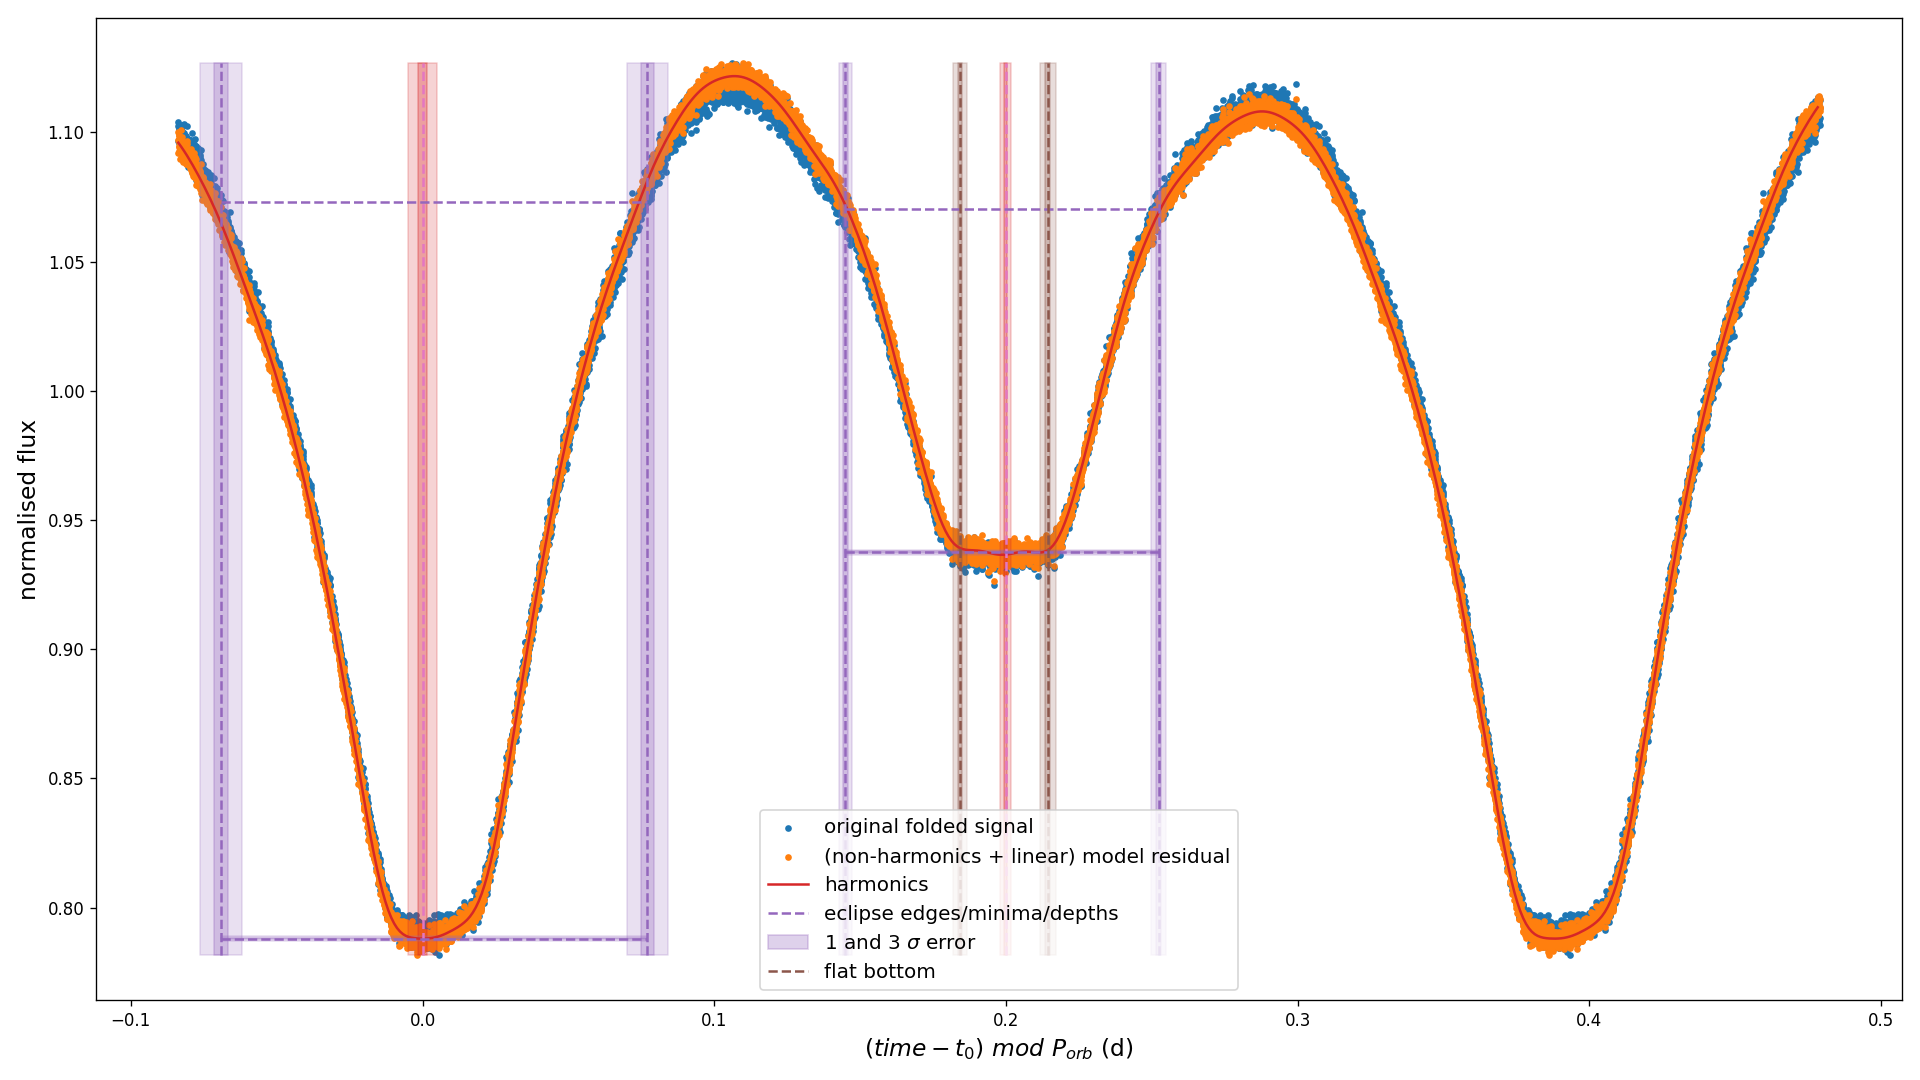 normalised flux
1.10
1.05
1.00
0.95
0.90
0.85
0.80
original folded signal
(non-harmonics + linear) model residual
harmonics
eclipse edges/minima/depths
1 and 3 σ error
flat bottom
−0.1 0.0 0.1 0.2 0.3 0.4 0.5
(time − t₀) mod Pₒᵣb (d)